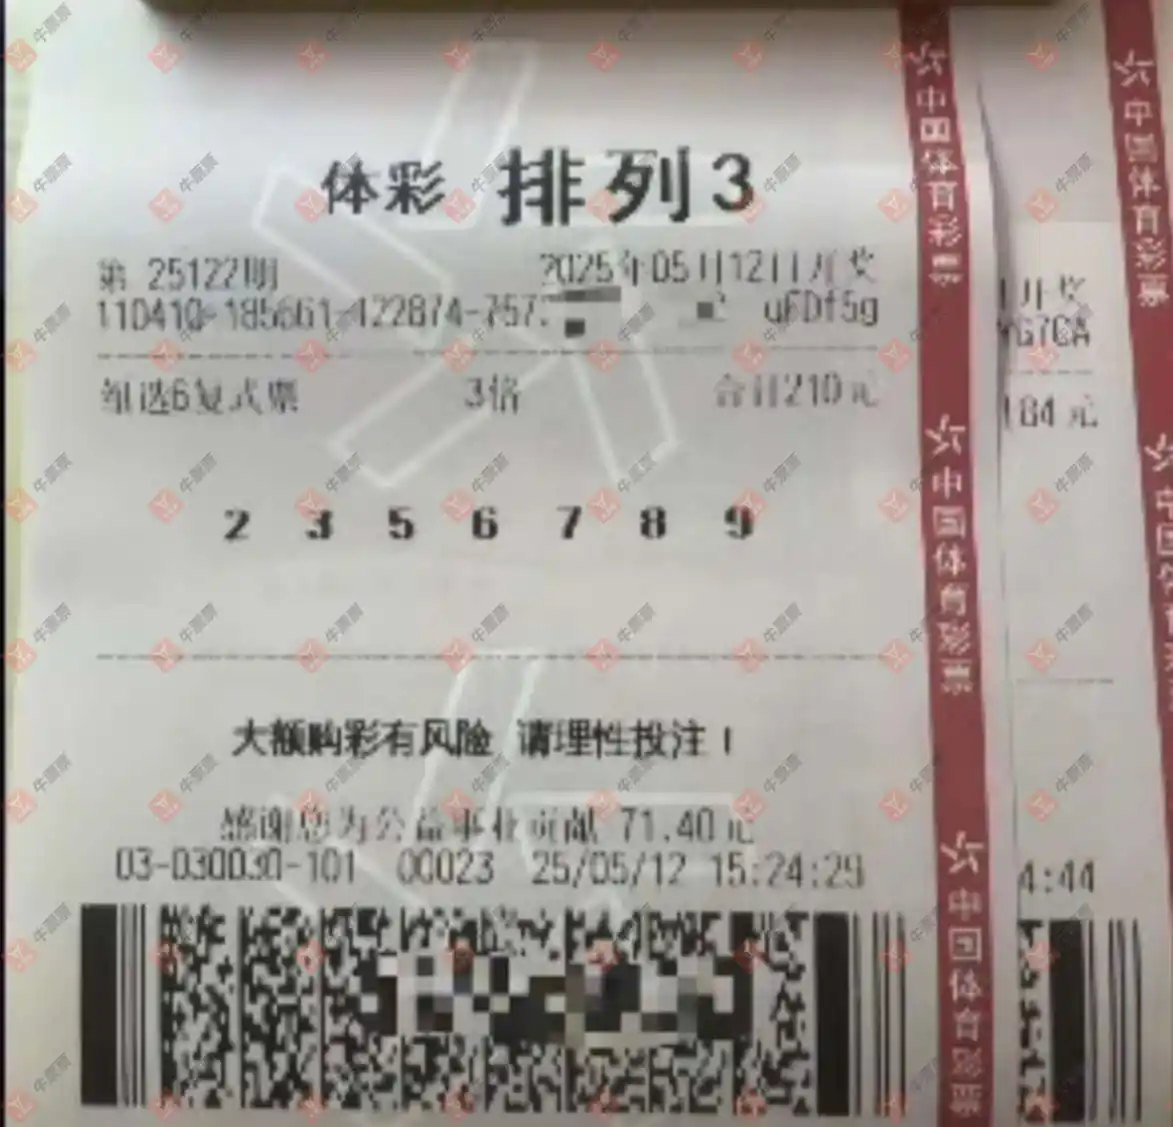 体彩 排列3
第 25122期 2025年05月12日开奖
110410-185661-422874-757 uFDf5g
组选6复式票 3倍 合计210元
2 3 5 6 7 8 9
大额购彩有风险 请理性投注！
感谢您为公益事业贡献 71.40元
03-030030-101 00023 25/05/12 15:24:29
中国体育彩票
中国体育彩票
中国体育彩票
日开奖
G7CA
184元
4:44
中国体育彩票
牛票票